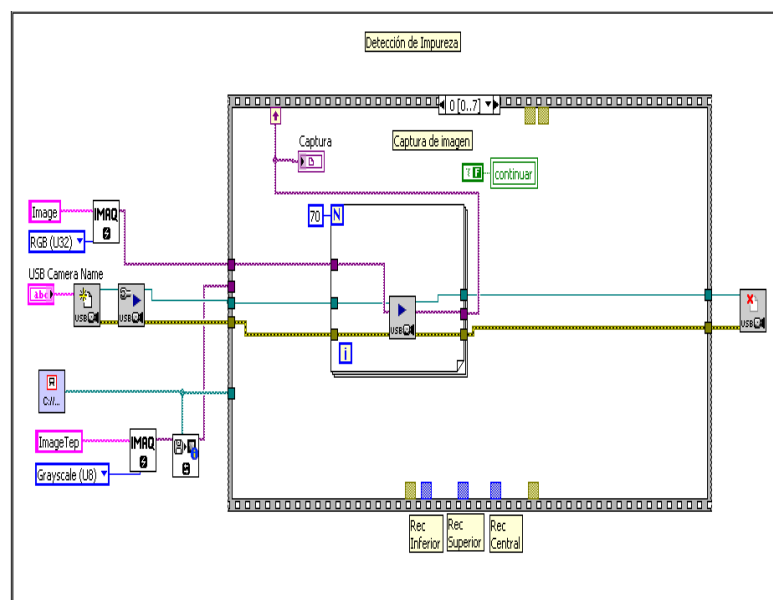 Detección de Impureza
0 [0..7]
Captura
Captura de imagen
F
continuar
Image
IMAQ
70
N
RGB (U32)
USB Camera Name
abc
USB
USB
USB
USB
i
C://...
ImageTep
IMAQ
Grayscale (U8)
Rec
Inferior
Rec
Superior
Rec
Central